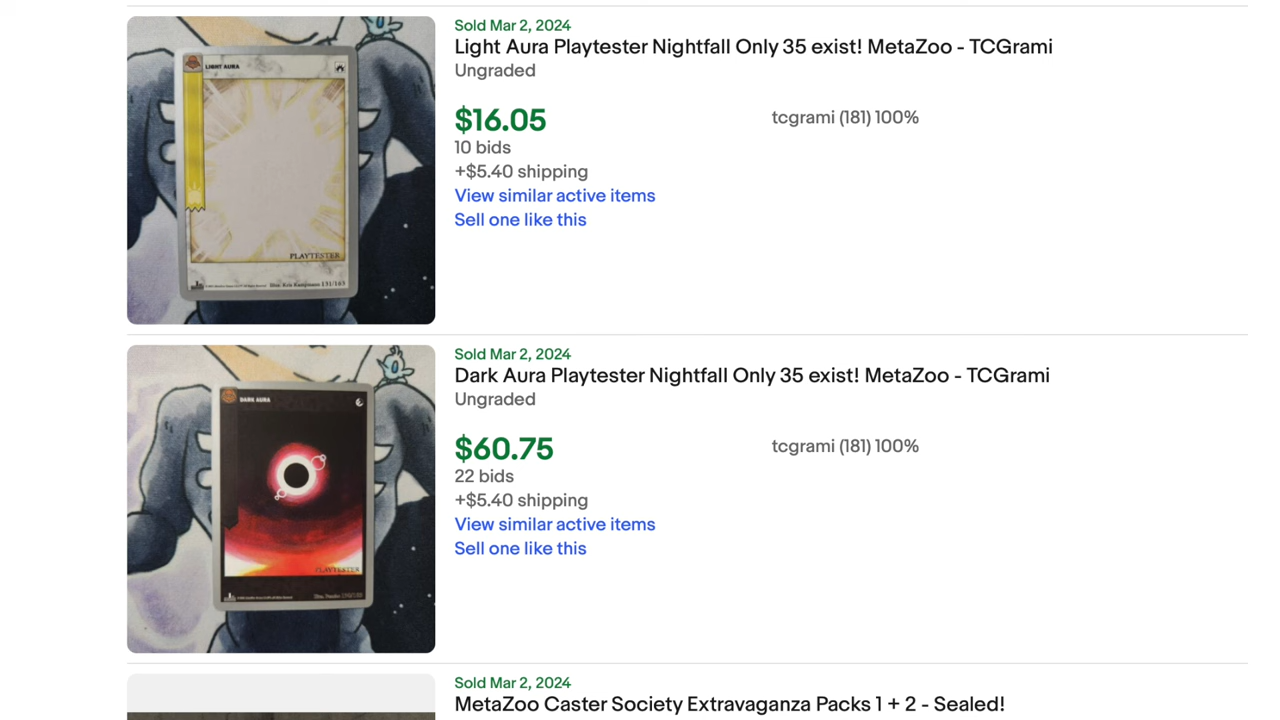 Sold Mar 2, 2024
Light Aura Playtester Nightfall Only 35 exist! MetaZoo - TCGrami
Ungraded
$16.05
tcgrami (181) 100%
10 bids
+$5.40 shipping
View similar active items
Sell one like this
LIGHT AURA
PLAYTESTER
131/165
Sold Mar 2, 2024
Dark Aura Playtester Nightfall Only 35 exist! MetaZoo - TCGrami
Ungraded
$60.75
tcgrami (181) 100%
22 bids
+$5.40 shipping
View similar active items
Sell one like this
DARK AURA
PLAYTESTER
Sold Mar 2, 2024
MetaZoo Caster Society Extravaganza Packs 1 + 2 - Sealed!